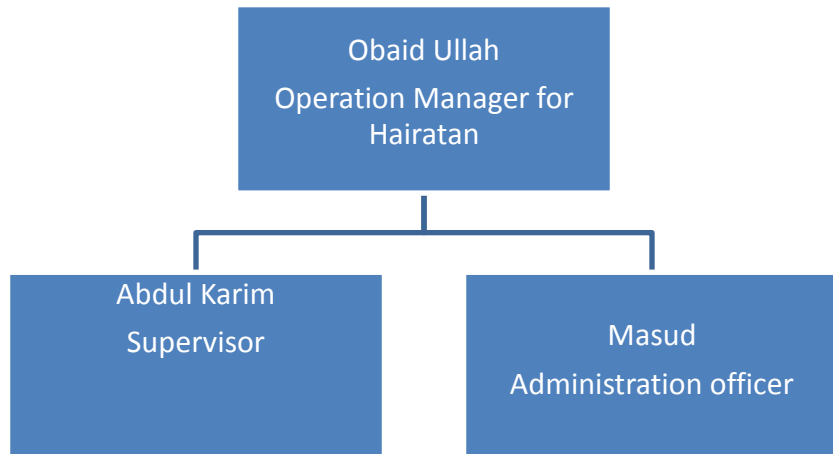 Obaid Ullah
Operation Manager for
Hairatan
Abdul Karim
Supervisor
Masud
Administration officer